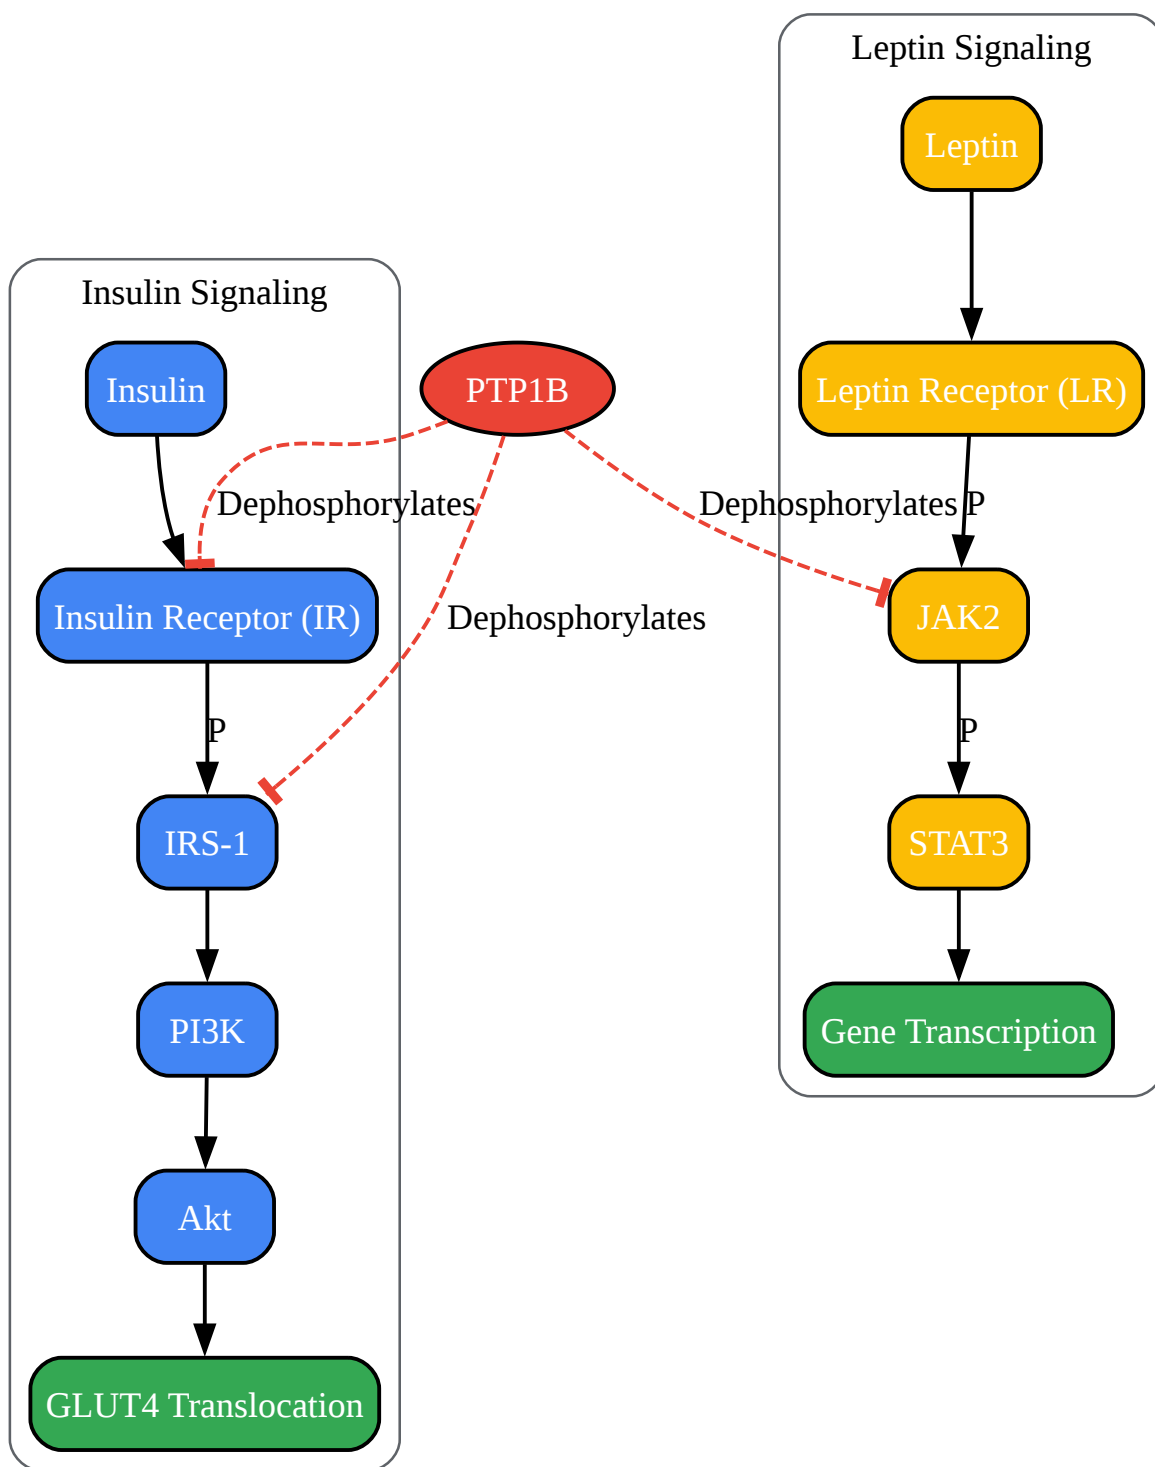 Leptin Signaling
Leptin
Insulin Signaling
Insulin
PTP1B
Leptin Receptor (LR)
Dephosphorylates
Dephosphorylates
P
Insulin Receptor (IR)
Dephosphorylates
JAK2
P
P
IRS-1
STAT3
PI3K
Gene Transcription
Akt
GLUT4 Translocation